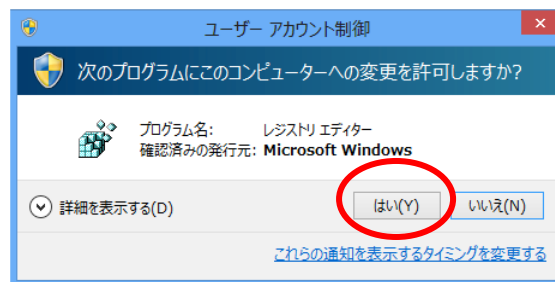 ユーザー アカウント制御
次のプログラムにこのコンピューターへの変更を許可しますか?
プログラム名: レジストリ エディター
確認済みの発行元: Microsoft Windows
詳細を表示する(D)
はい(Y)
いいえ(N)
これらの通知を表示するタイミングを変更する